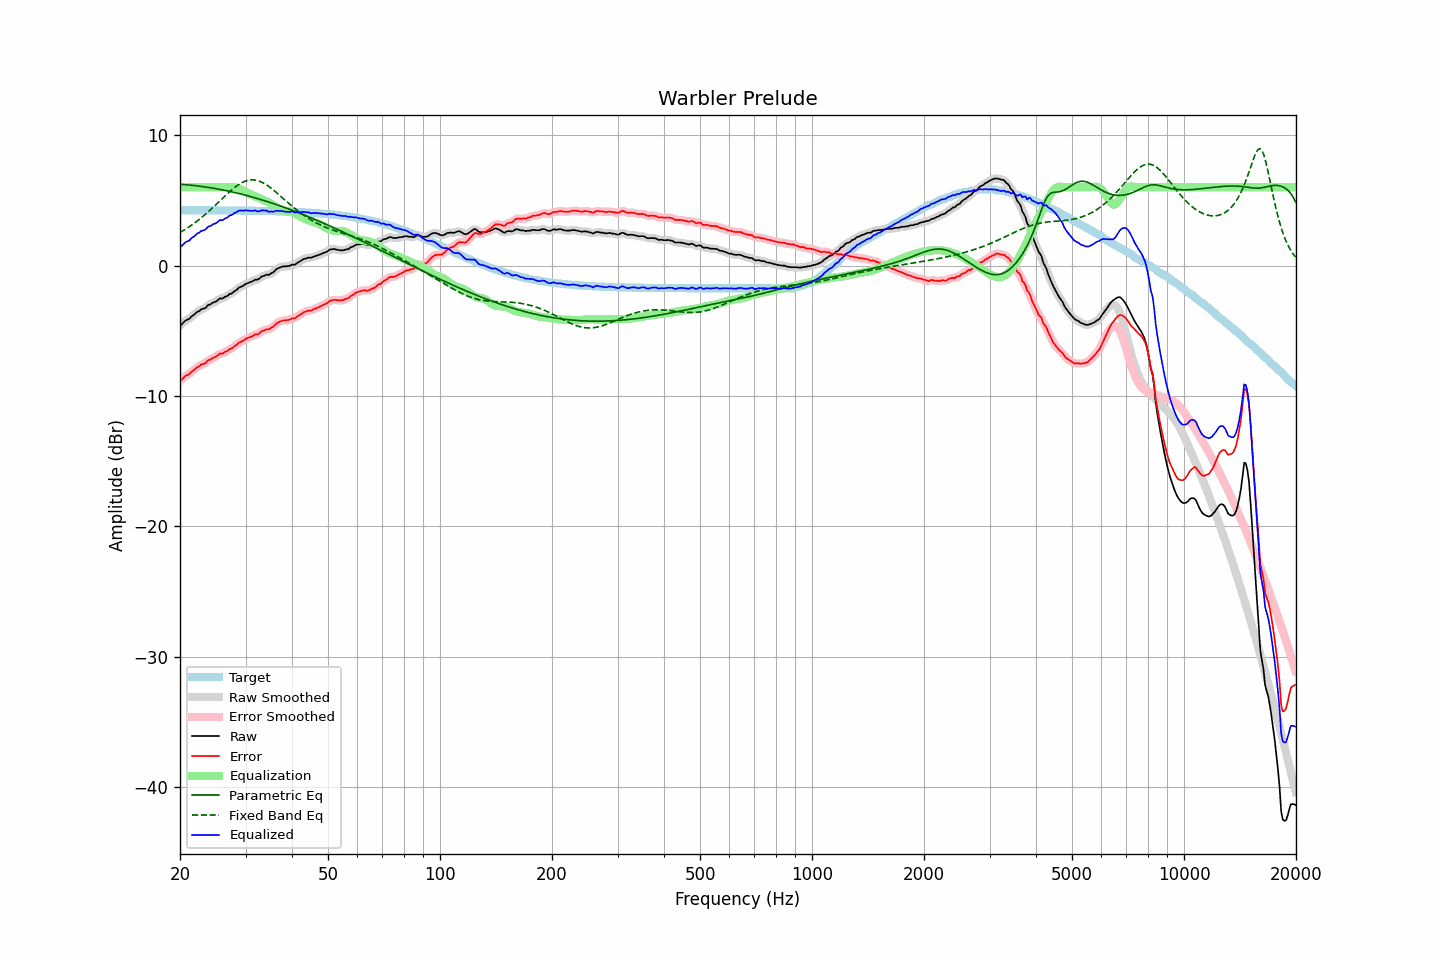 Warbler Prelude
Amplitude (dBr)
10
0
−10
−20
−30
−40
Target
Raw Smoothed
Error Smoothed
Raw
Error
Equalization
Parametric Eq
Fixed Band Eq
Equalized
20 50 100 200 500 1000 2000 5000 10000 20000
Frequency (Hz)